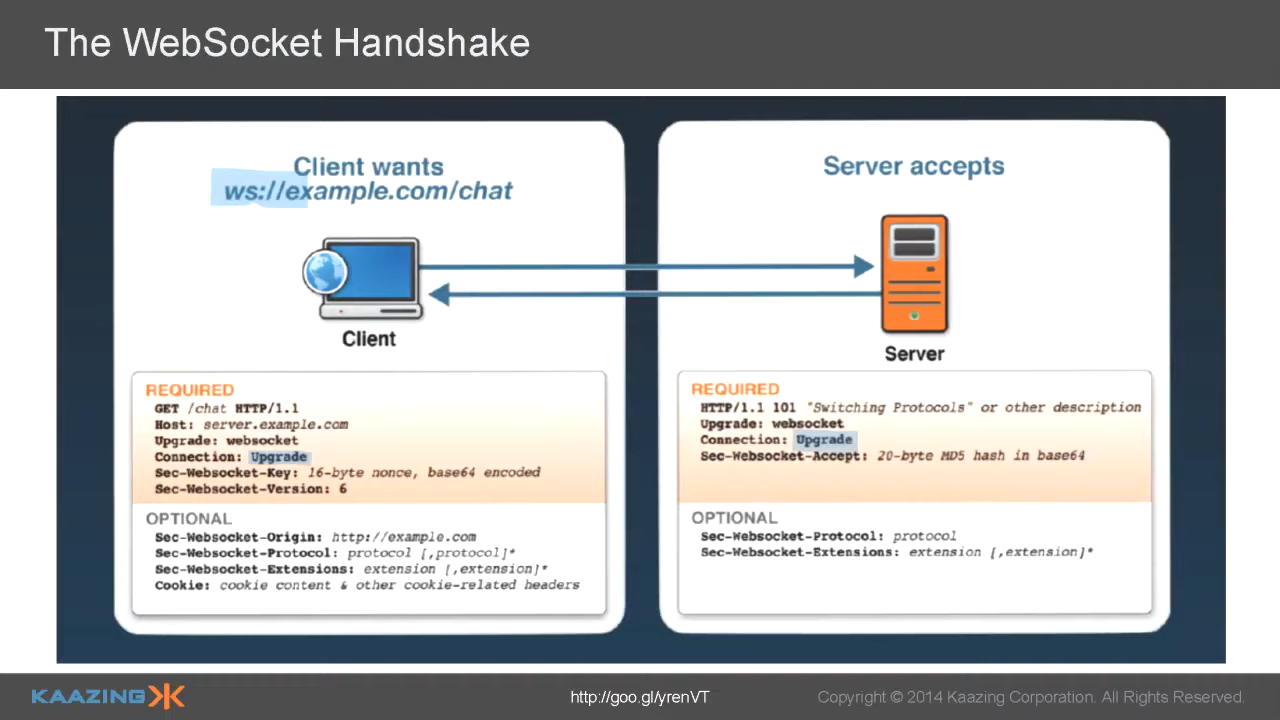 The WebSocket Handshake
Client wants
ws://example.com/chat
Client
REQUIRED
GET /chat HTTP/1.1
Host: server.example.com
Upgrade: websocket
Connection: Upgrade
Sec-Websocket-Key: 16-byte nonce, base64 encoded
Sec-Websocket-Version: 6
OPTIONAL
Sec-Websocket-Origin: http://example.com
Sec-Websocket-Protocol: protocol [,protocol]*
Sec-Websocket-Extensions: extension [,extension]*
Cookie: cookie content & other cookie-related headers
Server accepts
Server
REQUIRED
HTTP/1.1 101 "Switching Protocols" or other description
Upgrade: websocket
Connection: Upgrade
Sec-Websocket-Accept: 20-byte MD5 hash in base64
OPTIONAL
Sec-Websocket-Protocol: protocol
Sec-Websocket-Extensions: extension [,extension]*
KAAZING
http://goo.gl/yrenVT
Copyright © 2014 Kaazing Corporation. All Rights Reserved.